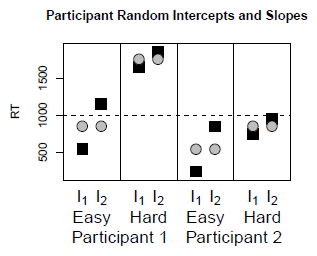 Participant Random Intercepts and Slopes
1500
1000
500
RT
I1 I2 I1 I2 I1 I2 I1 I2
Easy Hard Easy Hard
Participant 1 Participant 2